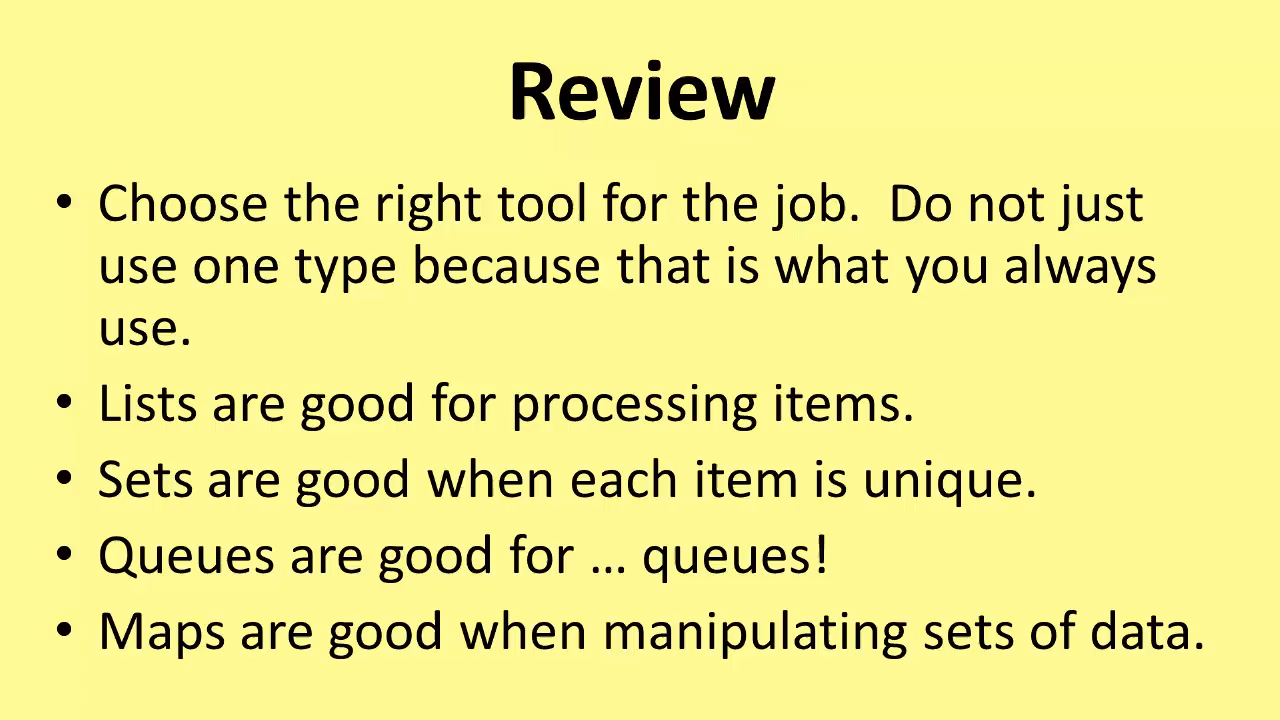 Review
• Choose the right tool for the job.  Do not just
use one type because that is what you always
use.
• Lists are good for processing items.
• Sets are good when each item is unique.
• Queues are good for … queues!
• Maps are good when manipulating sets of data.